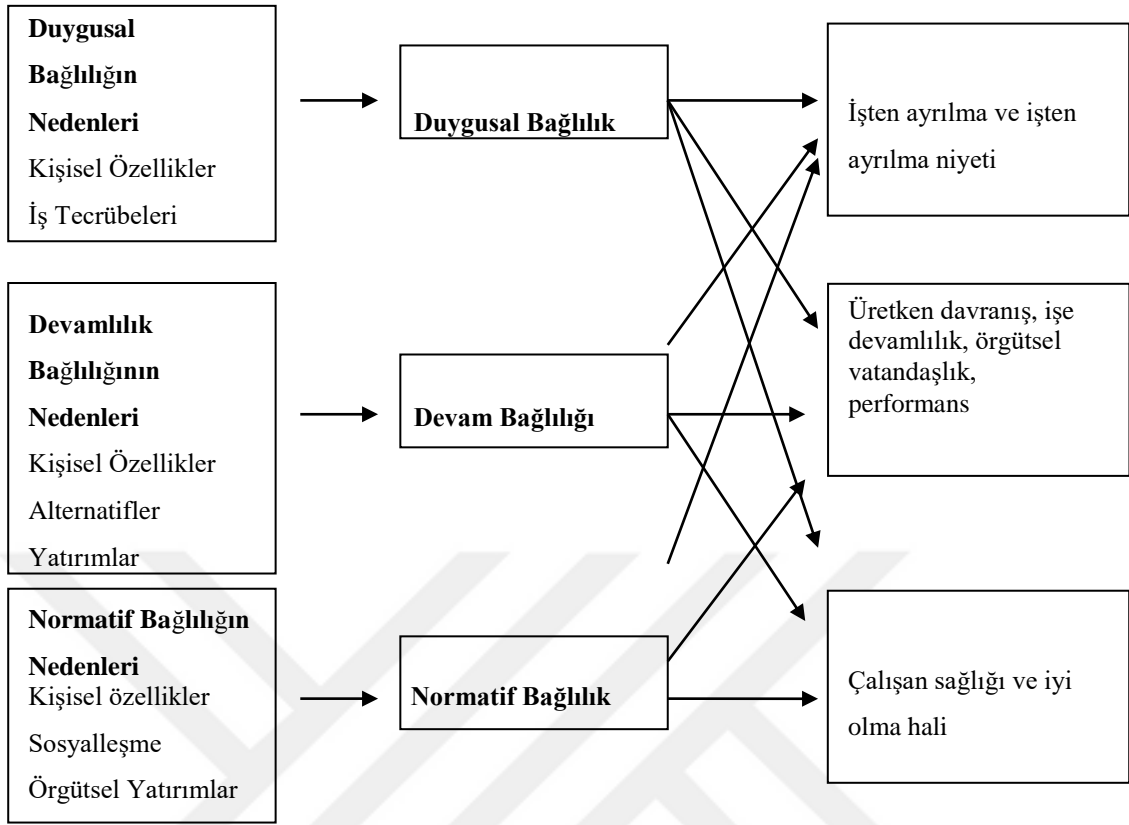 Duygusal
Bağlılığın
Nedenleri
Kişisel Özellikler
İş Tecrübeleri
Duygusal Bağlılık
İşten ayrılma ve işten
ayrılma niyeti
Devamlılık
Bağlılığının
Nedenleri
Kişisel Özellikler
Alternatifler
Yatırımlar
Devam Bağlılığı
Üretken davranış, işe
devamlılık, örgütsel
vatandaşlık,
performans
Normatif Bağlılığın
Nedenleri
Kişisel özellikler
Sosyalleşme
Örgütsel Yatırımlar
Normatif Bağlılık
Çalışan sağlığı ve iyi
olma hali